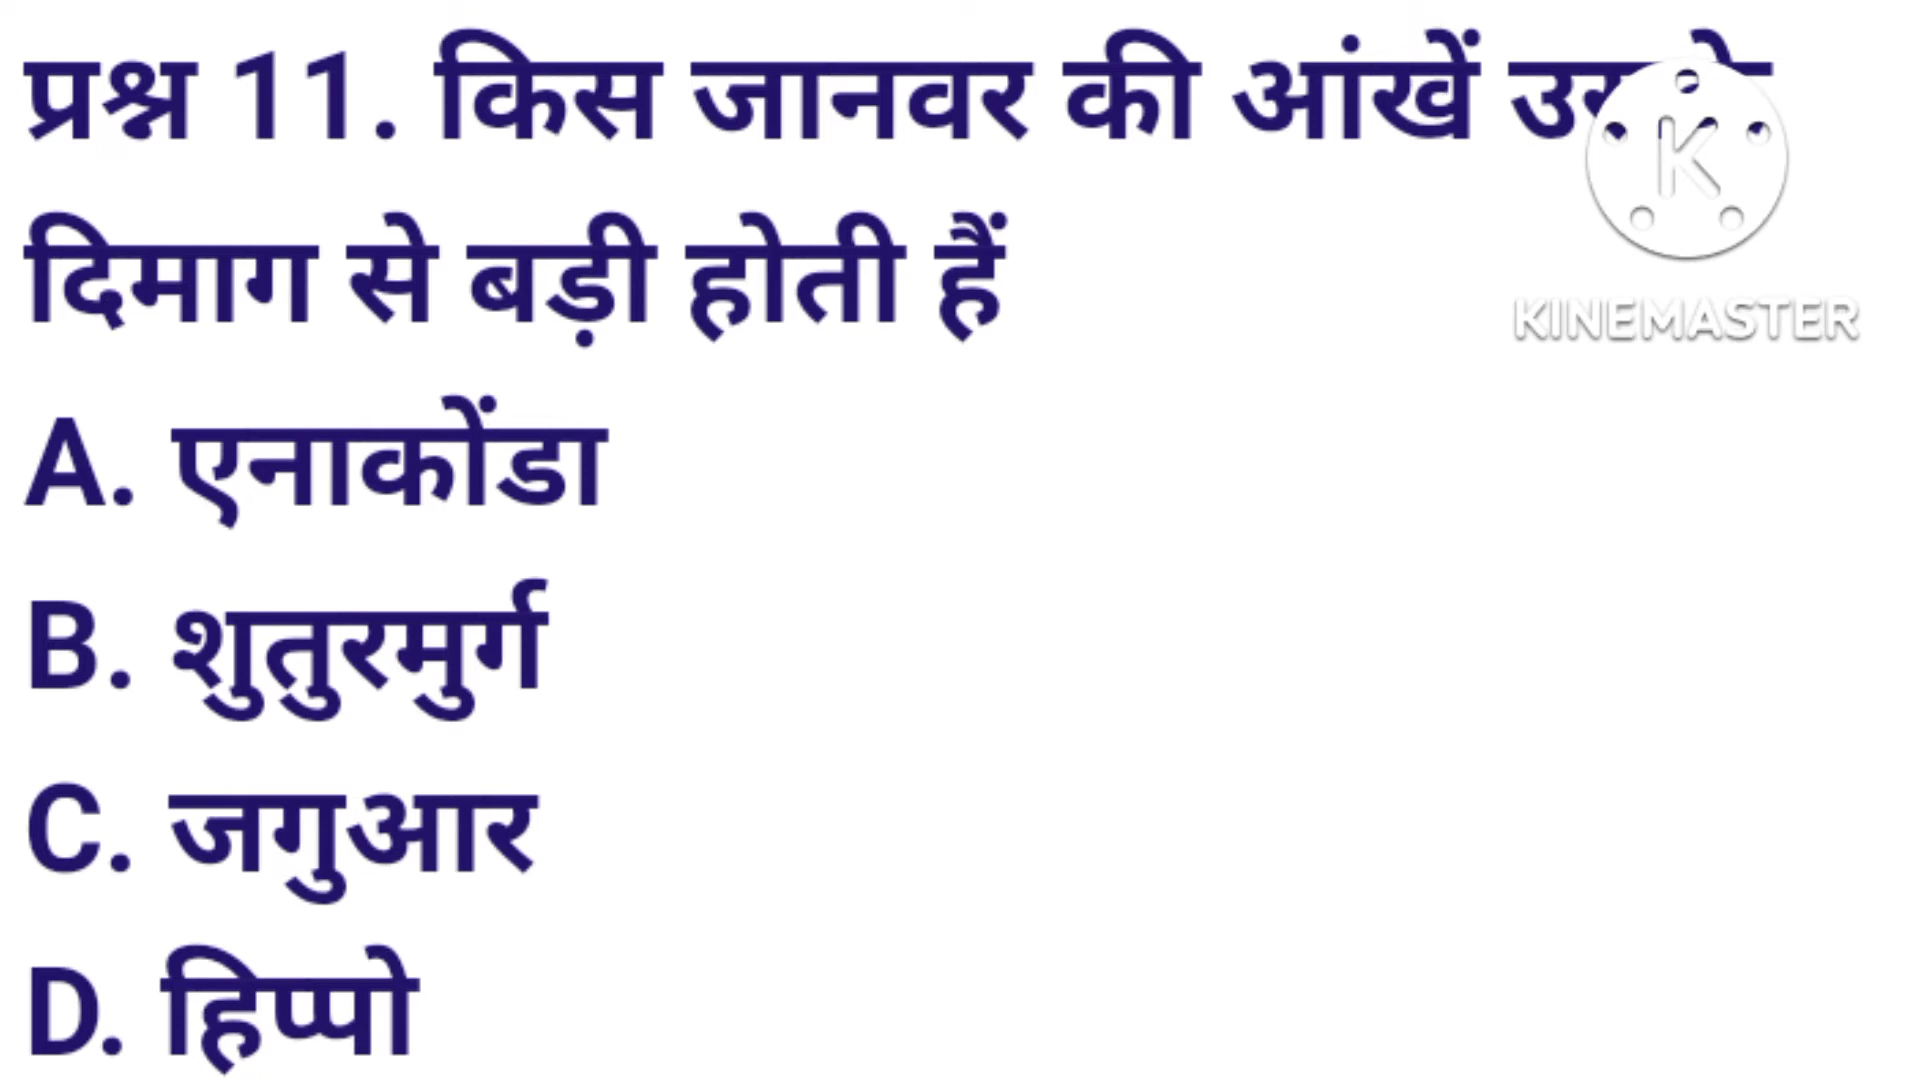 प्रश्न 11. किस जानवर की आंखें
दिमाग से बड़ी होती हैं
KINEMASTER
A. एनाकोंडा
B. शुतुरमुर्ग
C. जगुआर
D. हिप्पो